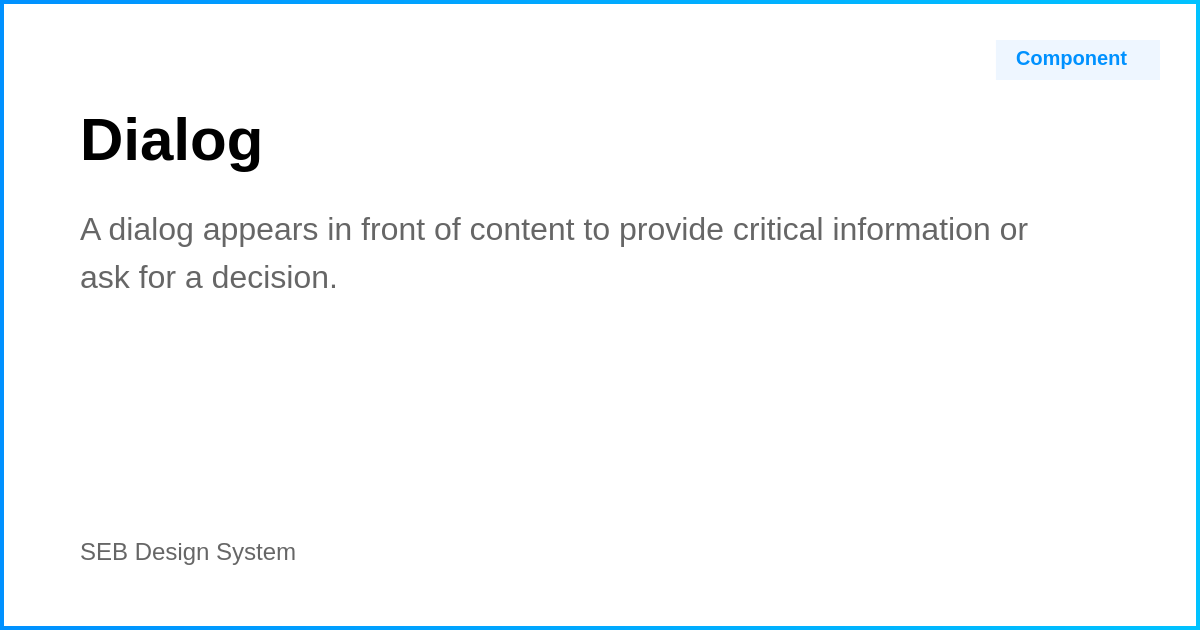 Component
Dialog
A dialog appears in front of content to provide critical information or
ask for a decision.
SEB Design System